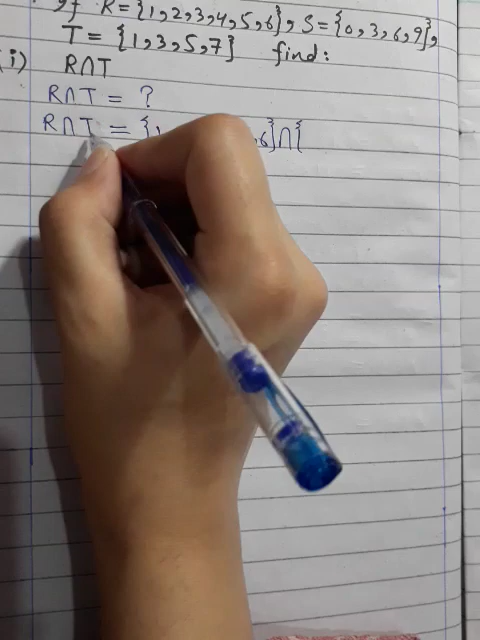 If R={1,2,3,4,5,6}, S={0,3,6,9},
T={1,3,5,7} find:
(i) R∩T
R∩T = ?
R∩T = {1, ,6}∩{